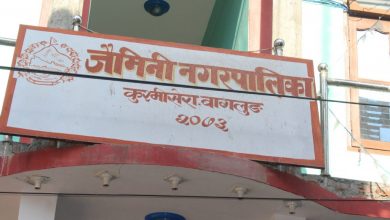 जैमिनी नगरपालिका
कुश्मीसेरा, बागलुङ
२०७३